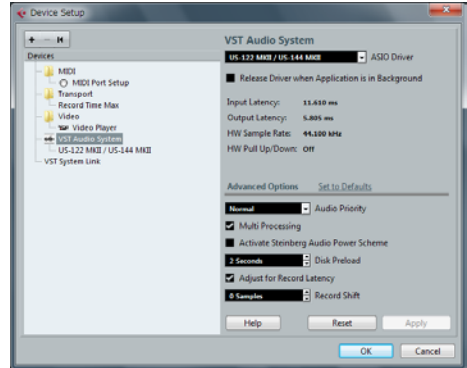 Device Setup
Devices
MIDI
MIDI Port Setup
Transport
Record Time Max
Video
Video Player
VST Audio System
US-122 MKII / US-144 MKII
VST System Link
VST Audio System
US-122 MKII / US-144 MKII ASIO Driver
Release Driver when Application is in Background
Input Latency: 11.610 ms
Output Latency: 5.805 ms
HW Sample Rate: 44.100 kHz
HW Pull Up/Down: Off
Advanced Options Set to Defaults
Normal Audio Priority
Multi Processing
Activate Steinberg Audio Power Scheme
2 Seconds Disk Preload
Adjust for Record Latency
0 Samples Record Shift
Help Reset Apply
OK Cancel